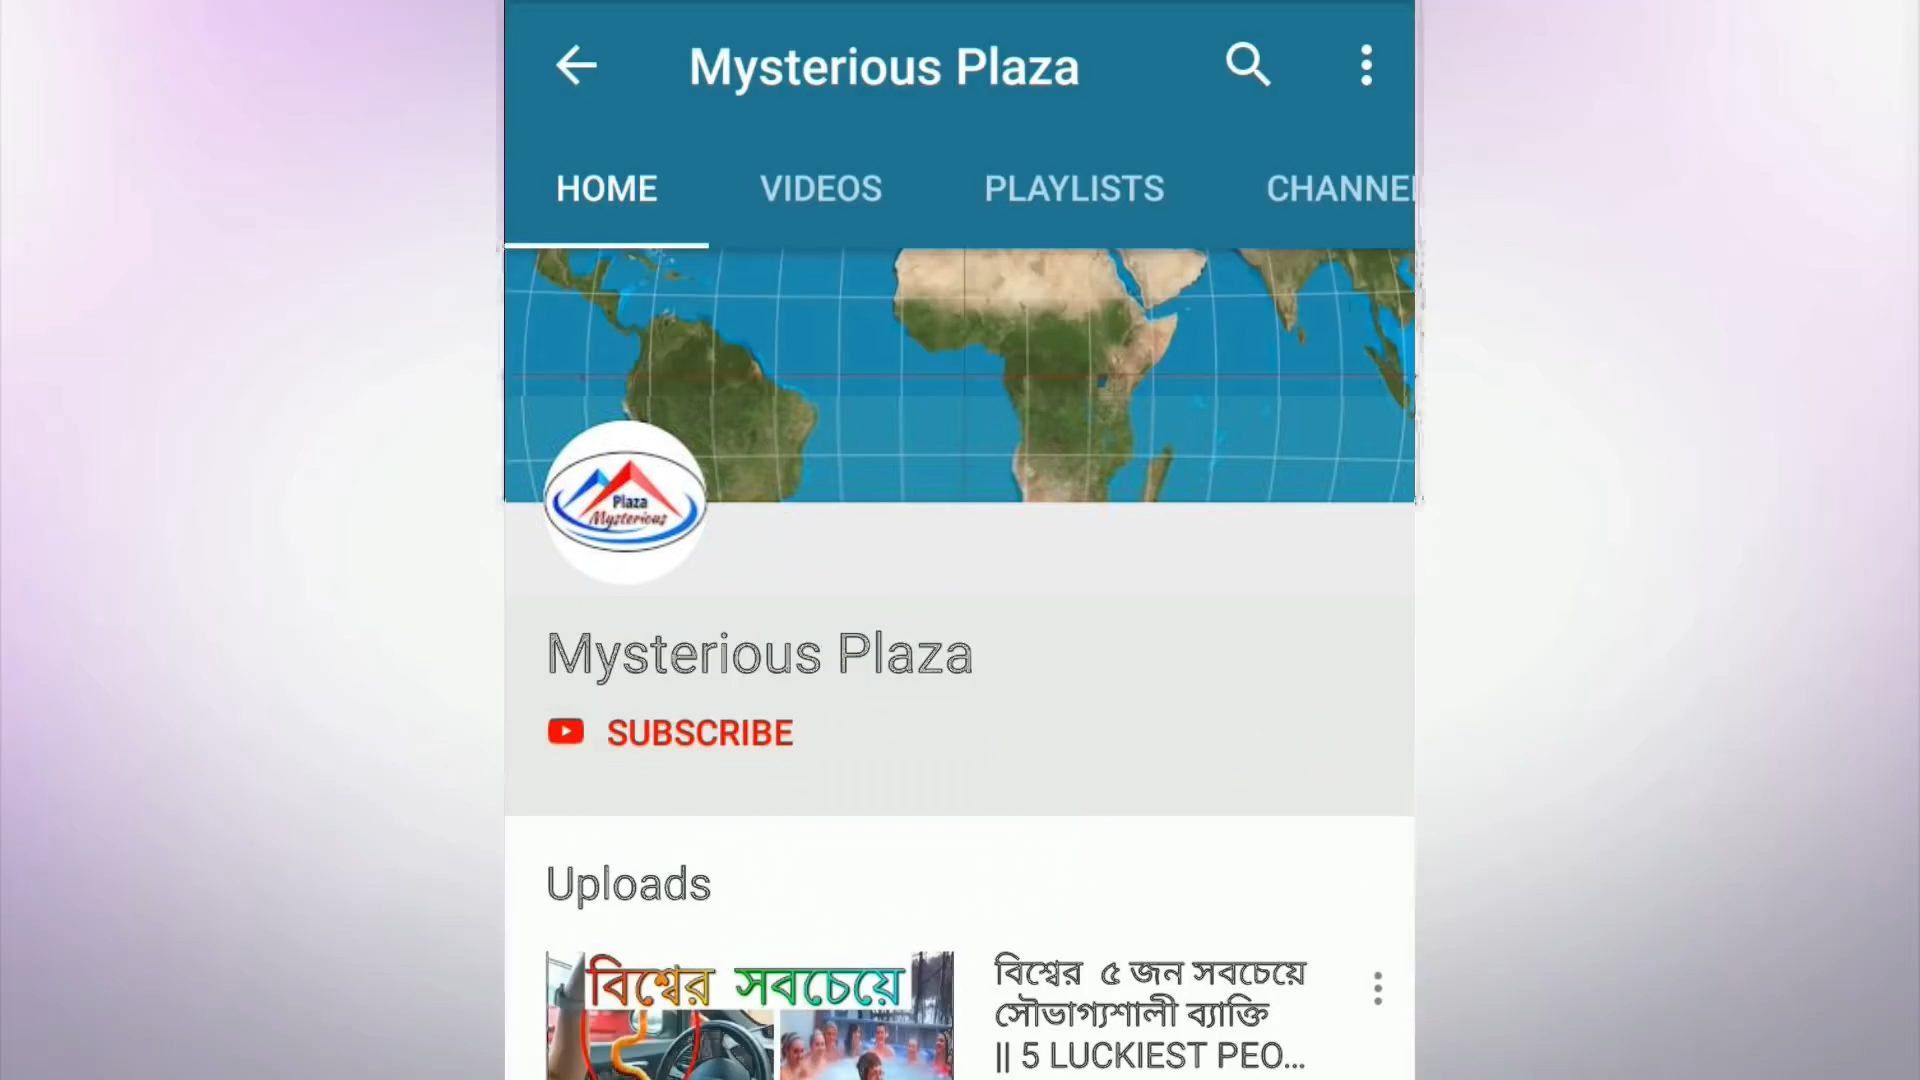 Mysterious Plaza
HOME VIDEOS PLAYLISTS CHANNEL
Plaza
Mysterious
Mysterious Plaza
SUBSCRIBE
Uploads
বিশ্বের সবচেয়ে
বিশ্বের ৫ জন সবচেয়ে
সৌভাগ্যশালী ব্যাক্তি
|| 5 LUCKIEST PEO...